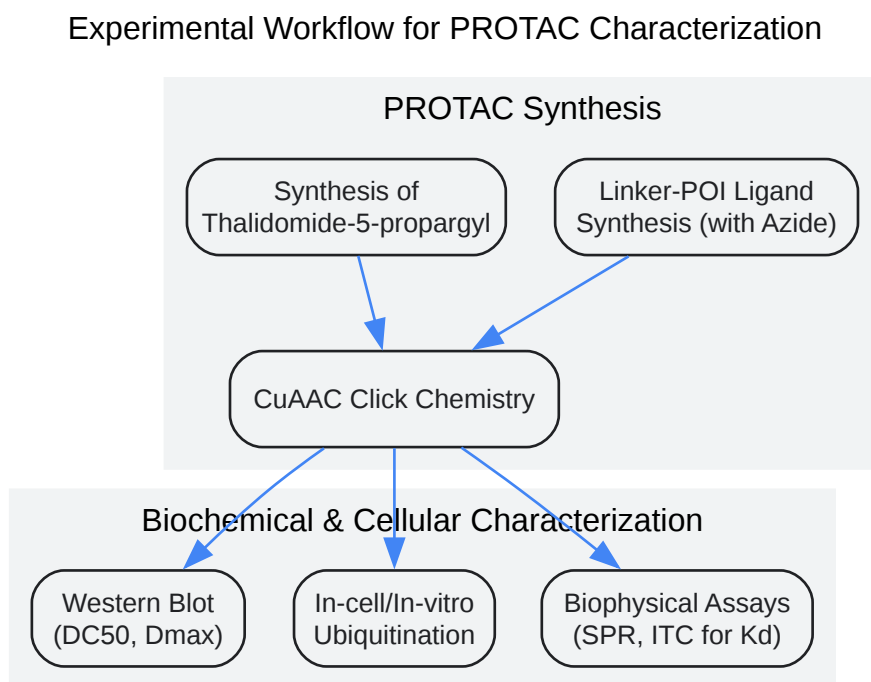 Experimental Workflow for PROTAC Characterization
PROTAC Synthesis
Synthesis of
Thalidomide-5-propargyl
Linker-POI Ligand
Synthesis (with Azide)
CuAAC Click Chemistry
Biochemical & Cellular Characterization
Western Blot
(DC50, Dmax)
In-cell/In-vitro
Ubiquitination
Biophysical Assays
(SPR, ITC for Kd)